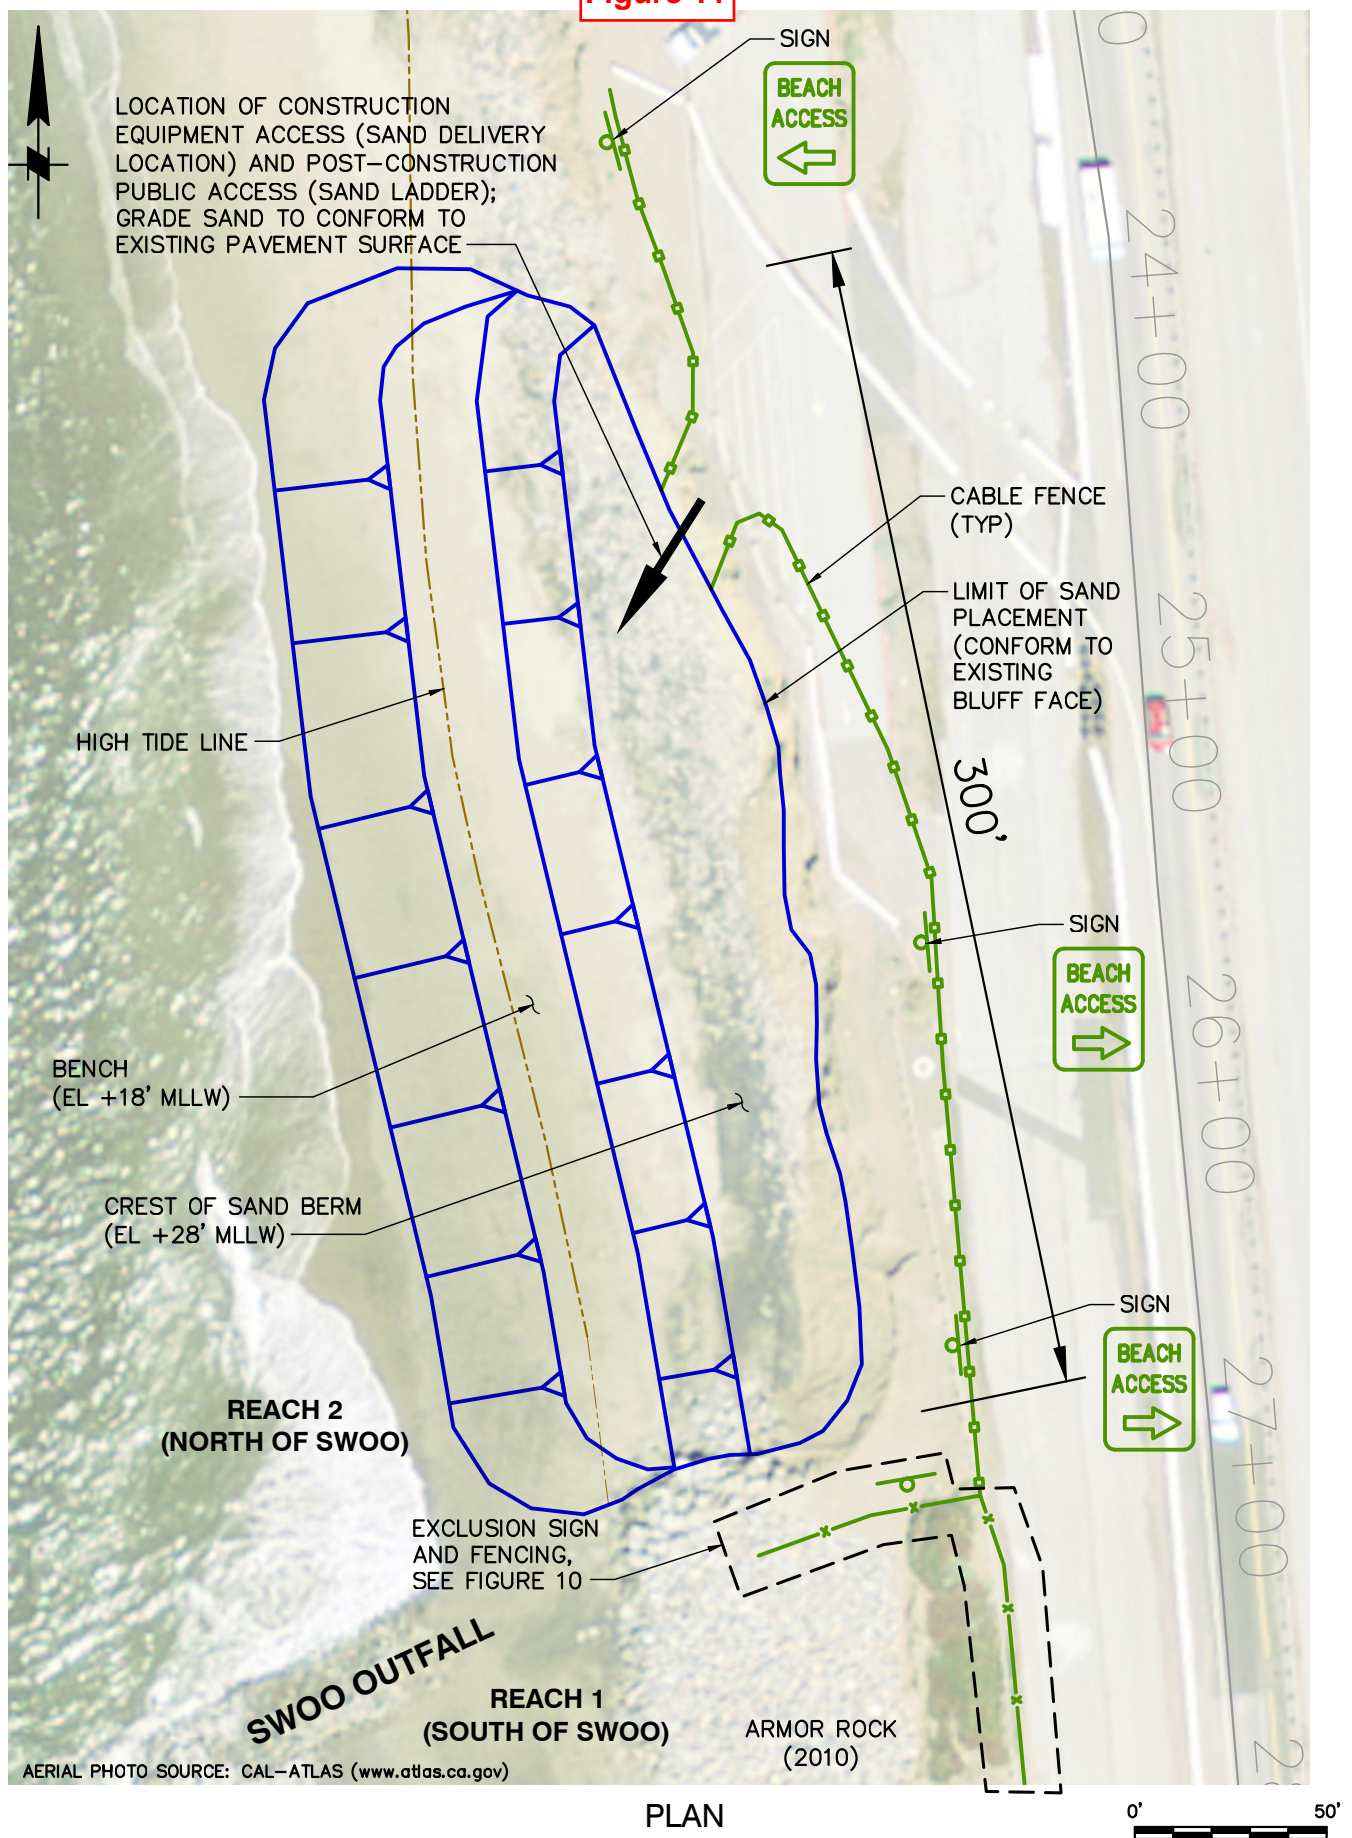 SIGN
BEACH
ACCESS
LOCATION OF CONSTRUCTION
EQUIPMENT ACCESS (SAND DELIVERY
LOCATION) AND POST-CONSTRUCTION
PUBLIC ACCESS (SAND LADDER);
GRADE SAND TO CONFORM TO
EXISTING PAVEMENT SURFACE
24+00
CABLE FENCE
(TYP)
LIMIT OF SAND
PLACEMENT
(CONFORM TO
EXISTING
BLUFF FACE)
25+00
HIGH TIDE LINE
300'
SIGN
BEACH
ACCESS
26+00
BENCH
(EL +18' MLLW)
CREST OF SAND BERM
(EL +28' MLLW)
SIGN
BEACH
ACCESS
27+00
REACH 2
(NORTH OF SWOO)
EXCLUSION SIGN
AND FENCING,
SEE FIGURE 10
SWOO OUTFALL
REACH 1
(SOUTH OF SWOO)
ARMOR ROCK
(2010)
AERIAL PHOTO SOURCE: CAL-ATLAS (www.atlas.ca.gov)
PLAN
0' 50'